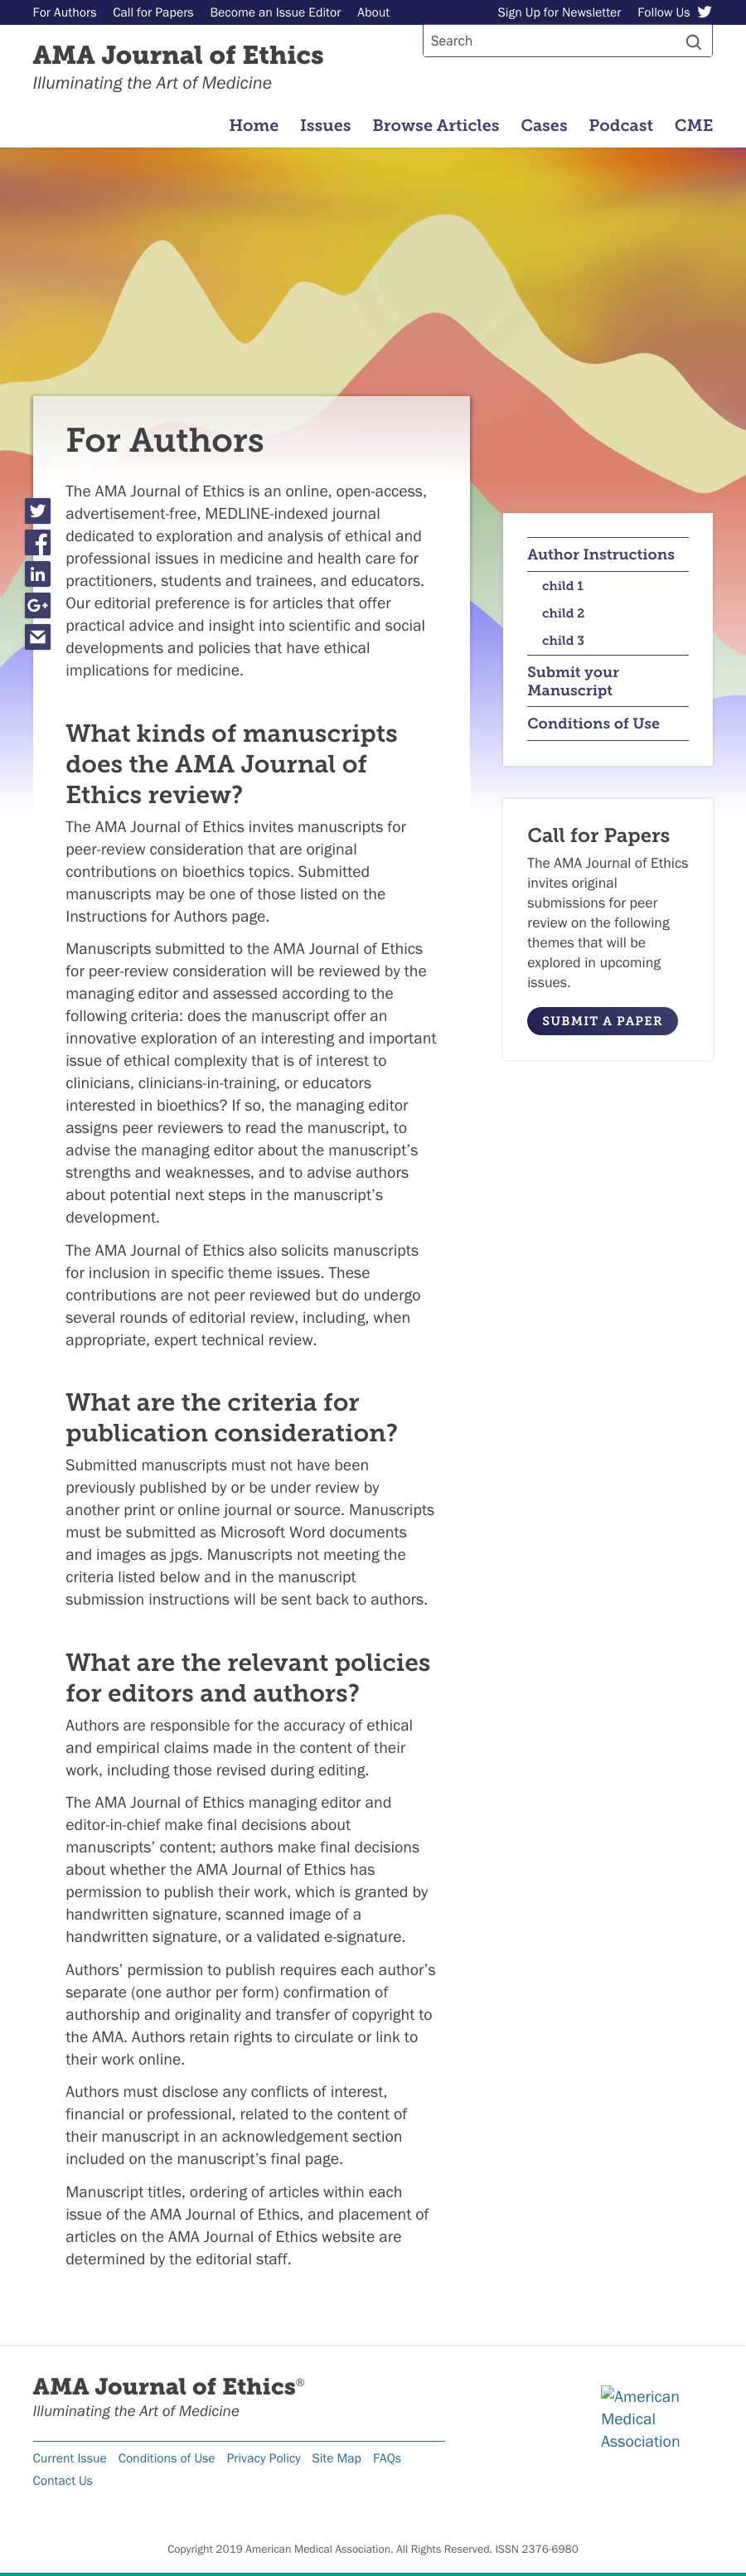 For Authors Call for Papers Become an Issue Editor About Sign Up for Newsletter Follow Us
AMA Journal of Ethics
Illuminating the Art of Medicine
Search
Home Issues Browse Articles Cases Podcast CME
For Authors
The AMA Journal of Ethics is an online, open-access,
advertisement-free, MEDLINE-indexed journal
dedicated to exploration and analysis of ethical and
professional issues in medicine and health care for
practitioners, students and trainees, and educators.
Our editorial preference is for articles that offer
practical advice and insight into scientific and social
developments and policies that have ethical
implications for medicine.
What kinds of manuscripts
does the AMA Journal of
Ethics review?
The AMA Journal of Ethics invites manuscripts for
peer-review consideration that are original
contributions on bioethics topics. Submitted
manuscripts may be one of those listed on the
Instructions for Authors page.
Manuscripts submitted to the AMA Journal of Ethics
for peer-review consideration will be reviewed by the
managing editor and assessed according to the
following criteria: does the manuscript offer an
innovative exploration of an interesting and important
issue of ethical complexity that is of interest to
clinicians, clinicians-in-training, or educators
interested in bioethics? If so, the managing editor
assigns peer reviewers to read the manuscript, to
advise the managing editor about the manuscript’s
strengths and weaknesses, and to advise authors
about potential next steps in the manuscript’s
development.
The AMA Journal of Ethics also solicits manuscripts
for inclusion in specific theme issues. These
contributions are not peer reviewed but do undergo
several rounds of editorial review, including, when
appropriate, expert technical review.
What are the criteria for
publication consideration?
Submitted manuscripts must not have been
previously published by or be under review by
another print or online journal or source. Manuscripts
must be submitted as Microsoft Word documents
and images as jpgs. Manuscripts not meeting the
criteria listed below and in the manuscript
submission instructions will be sent back to authors.
What are the relevant policies
for editors and authors?
Authors are responsible for the accuracy of ethical
and empirical claims made in the content of their
work, including those revised during editing.
The AMA Journal of Ethics managing editor and
editor-in-chief make final decisions about
manuscripts’ content; authors make final decisions
about whether the AMA Journal of Ethics has
permission to publish their work, which is granted by
handwritten signature, scanned image of a
handwritten signature, or a validated e-signature.
Authors’ permission to publish requires each author’s
separate (one author per form) confirmation of
authorship and originality and transfer of copyright to
the AMA. Authors retain rights to circulate or link to
their work online.
Authors must disclose any conflicts of interest,
financial or professional, related to the content of
their manuscript in an acknowledgement section
included on the manuscript’s final page.
Manuscript titles, ordering of articles within each
issue of the AMA Journal of Ethics, and placement of
articles on the AMA Journal of Ethics website are
determined by the editorial staff.
Author Instructions
child 1
child 2
child 3
Submit your
Manuscript
Conditions of Use
Call for Papers
The AMA Journal of Ethics
invites original
submissions for peer
review on the following
themes that will be
explored in upcoming
issues.
SUBMIT A PAPER
AMA Journal of Ethics®
Illuminating the Art of Medicine
American
Medical
Association
Current Issue Conditions of Use Privacy Policy Site Map FAQs
Contact Us
Copyright 2019 American Medical Association. All Rights Reserved. ISSN 2376-6980